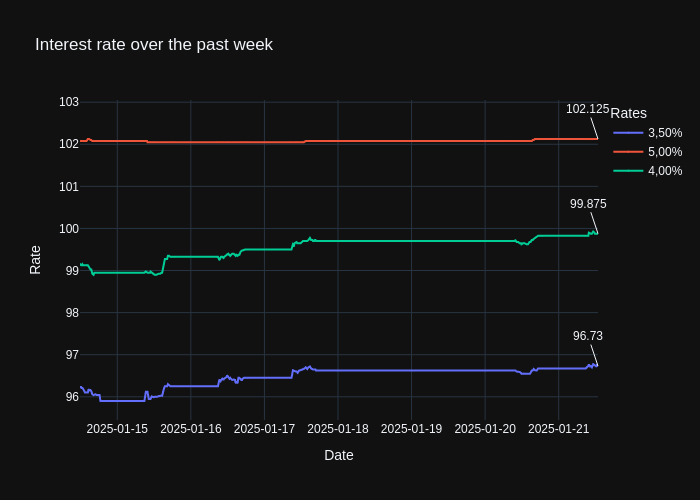 Interest rate over the past week
103
102
101
100
99
98
97
96
Rate
2025-01-15 2025-01-16 2025-01-17 2025-01-18 2025-01-19 2025-01-20 2025-01-21
Date
102.125
99.875
96.73
Rates
3,50%
5,00%
4,00%